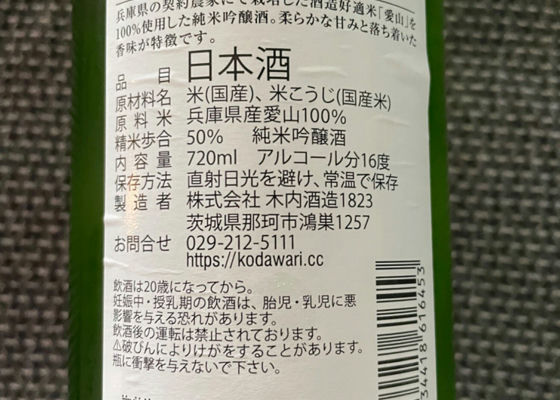 兵庫県の契約農家にて栽培した酒造好適米「愛山」を
100%使用した純米吟醸酒。柔らかな甘みと落ち着いた
香味が特徴です。
品目 日本酒
原材料名 米(国産)、米こうじ(国産米)
原料米 兵庫県産愛山100%
精米歩合 50% 純米吟醸酒
内容量 720ml アルコール分16度
保存方法 直射日光を避け、常温で保存
製造者 株式会社 木内酒造1823
茨城県那珂市鴻巣1257
お問合せ 029-212-5111
https://kodawari.cc
飲酒は20歳になってから。
妊娠中・授乳期の飲酒は、胎児・乳児に悪
影響を与える恐れがあります。
飲酒後の運転は禁止されております。
⚠破びんによりけがをすることがあります。
瓶に衝撃を与えないで下さい。
34418616453